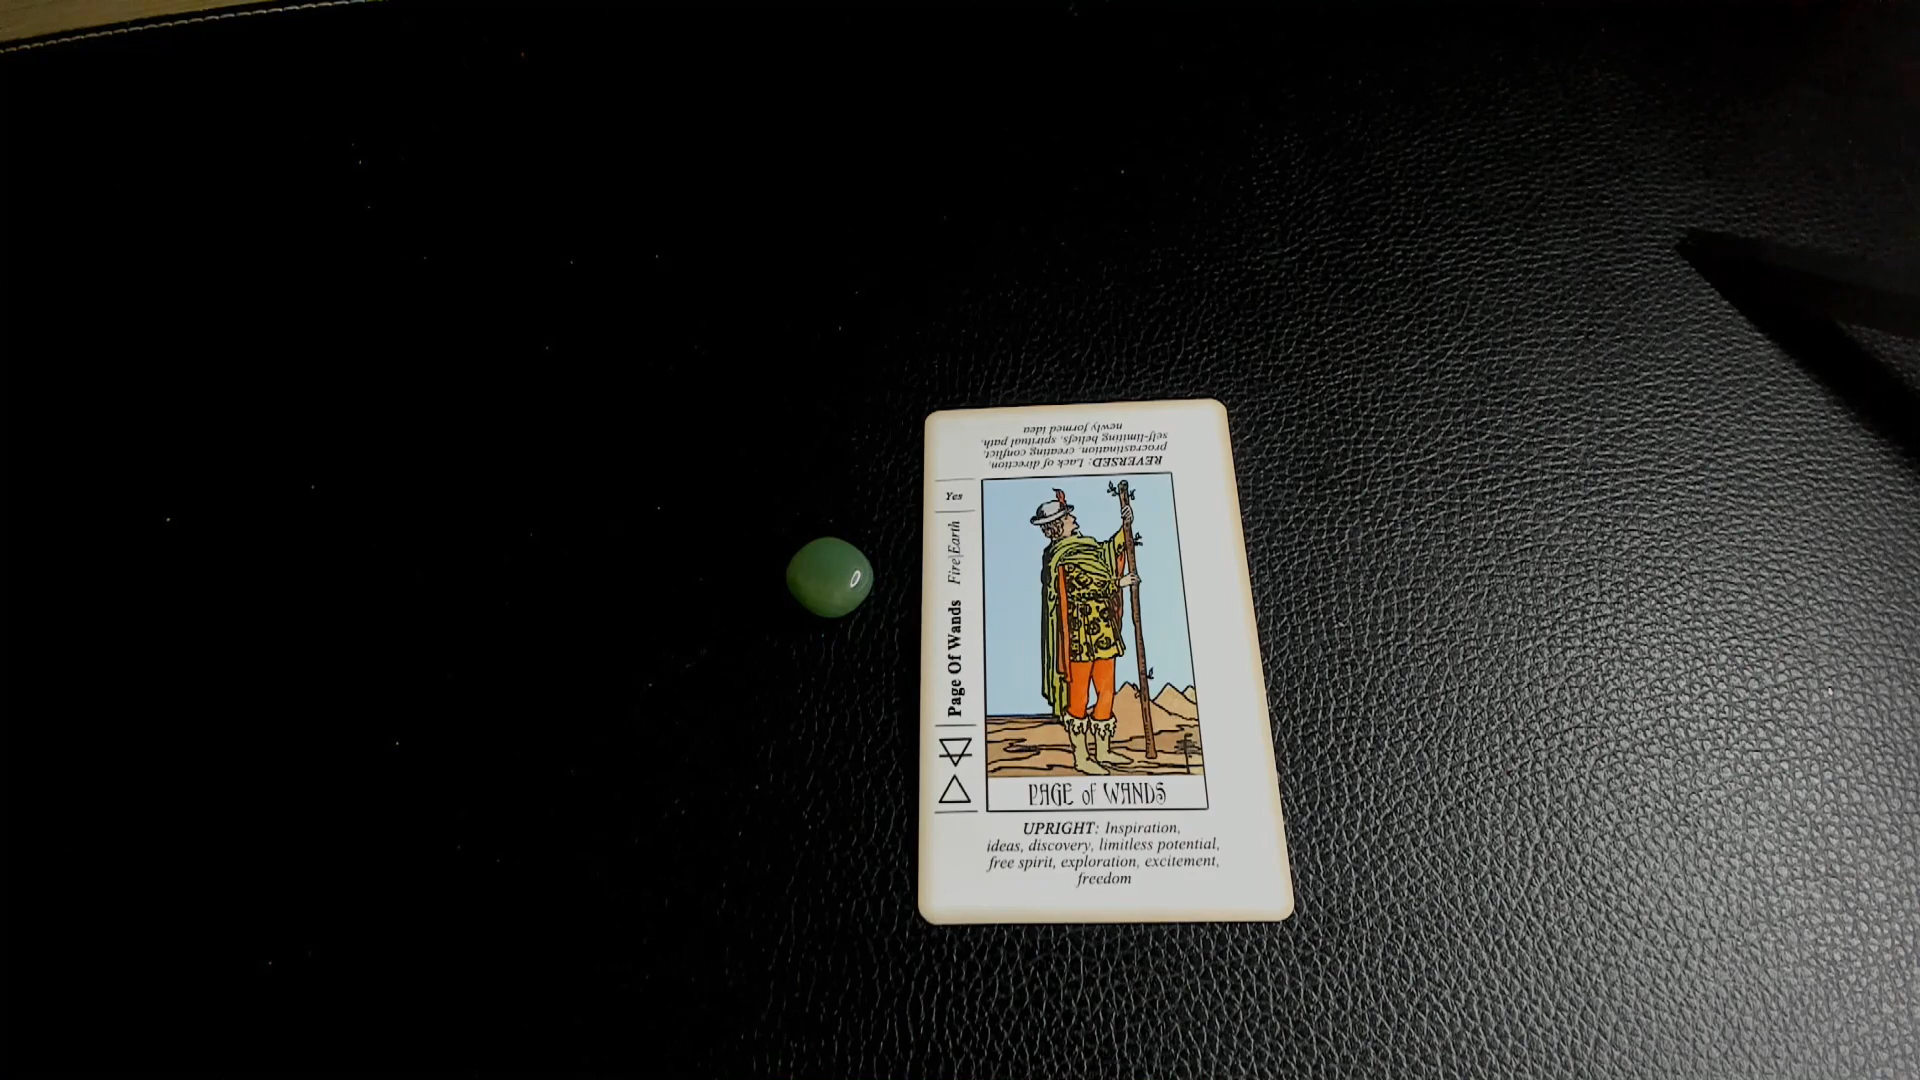 REVERSED: Lack of direction,
procrastination, creating conflict,
self-limiting beliefs, spiritual path,
newly formed idea
Yes
Page Of Wands Fire|Earth
PAGE of WANDS
UPRIGHT: Inspiration,
ideas, discovery, limitless potential,
free spirit, exploration, excitement,
freedom